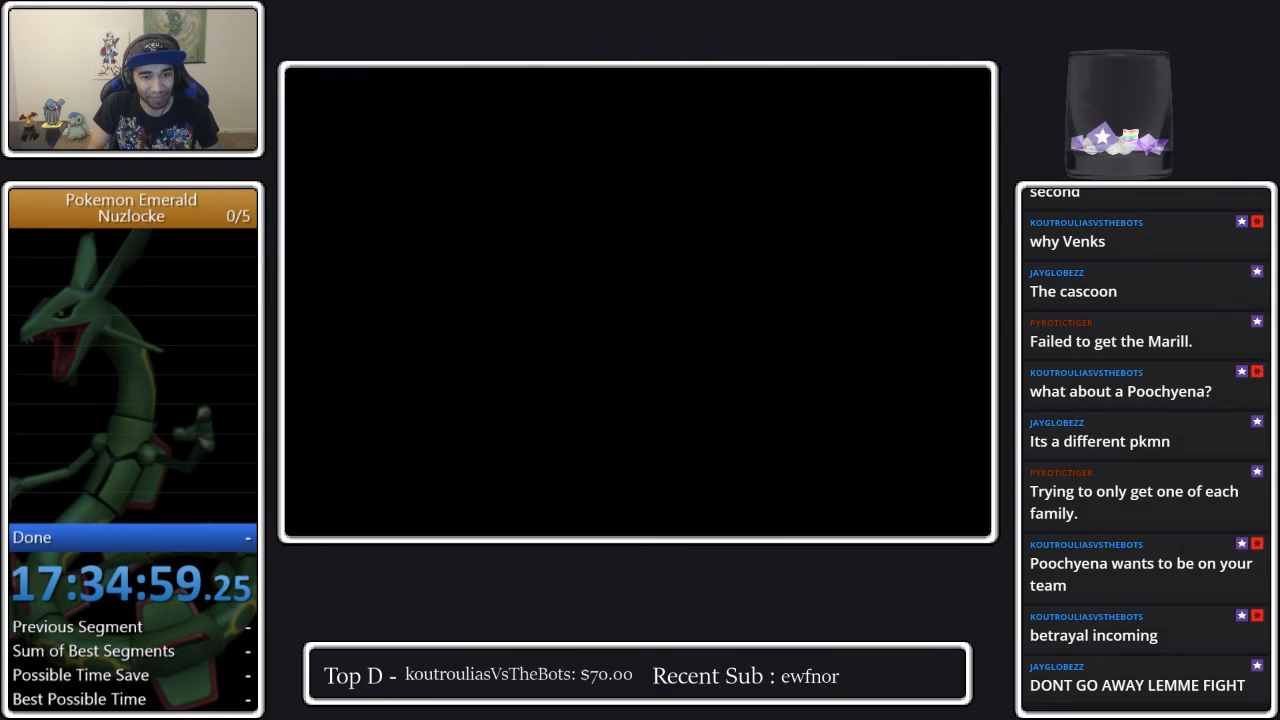 Pokemon Emerald
Nuzlocke 0/5
Done -
17:34:59.25
Previous Segment -
Sum of Best Segments -
Possible Time Save -
Best Possible Time -
Top D - koutrouliasVsTheBots: $70.00 Recent Sub : ewfnor
second
KOUTROULIASVSTHEBOTS
why Venks
JAYGLOBEZZ
The cascoon
PYROTICTIGER
Failed to get the Marill.
KOUTROULIASVSTHEBOTS
what about a Poochyena?
JAYGLOBEZZ
Its a different pkmn
PYROTICTIGER
Trying to only get one of each
family.
KOUTROULIASVSTHEBOTS
Poochyena wants to be on your
team
KOUTROULIASVSTHEBOTS
betrayal incoming
JAYGLOBEZZ
DONT GO AWAY LEMME FIGHT